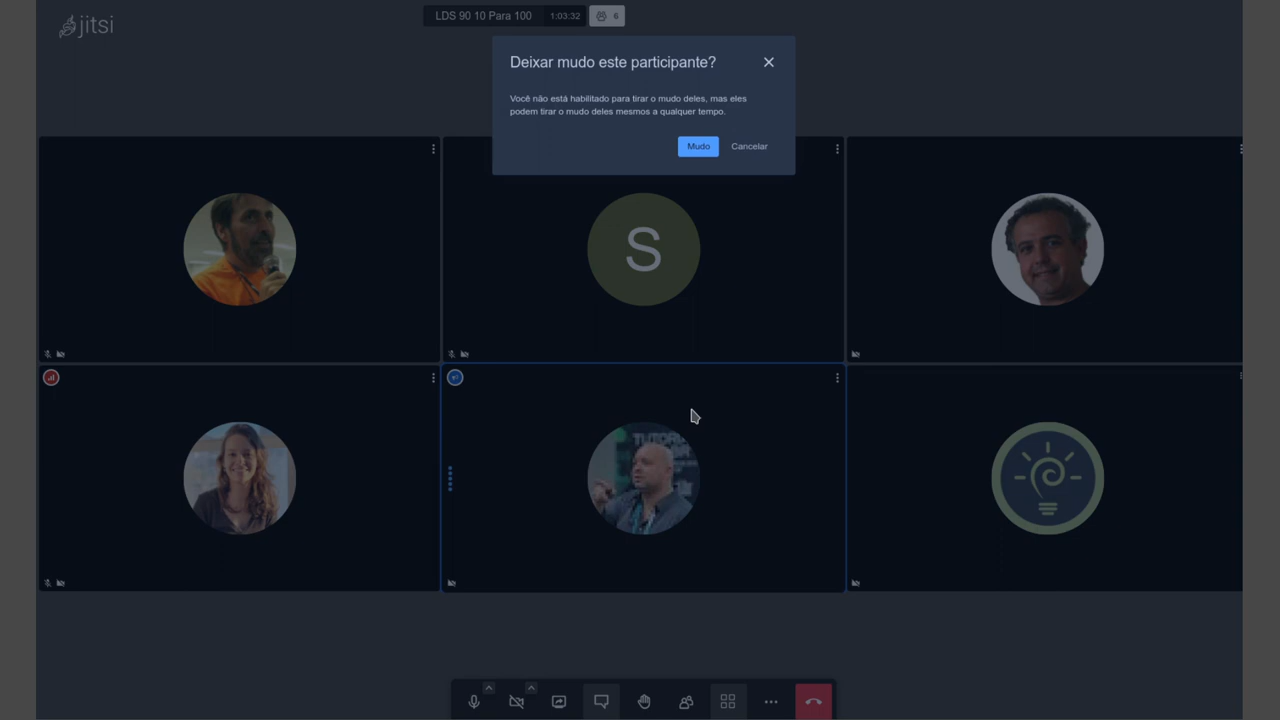 jitsi
LDS 90 10 Para 100
1:03:32
6
Deixar mudo este participante?
Você não está habilitado para tirar o mudo deles, mas eles
podem tirar o mudo deles mesmos a qualquer tempo.
Mudo
Cancelar
S